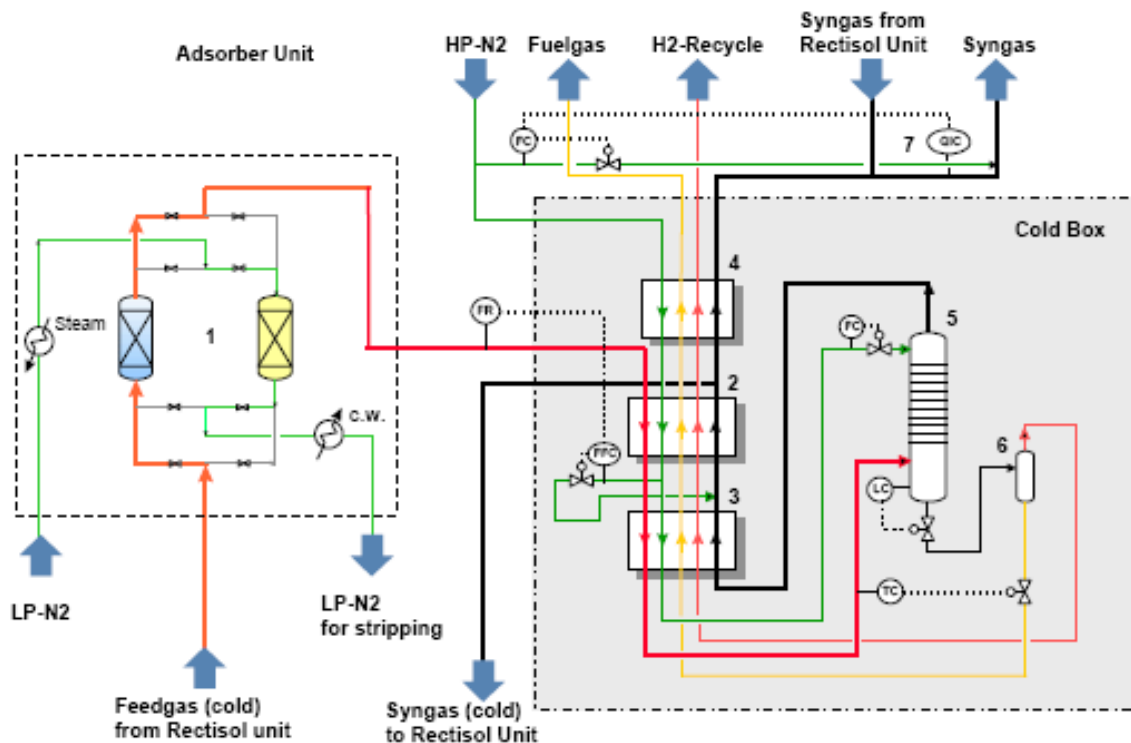 HP-N2
Fuelgas
H2-Recycle
Syngas from
Rectisol Unit
Syngas
Adsorber Unit
FC
7
QIC
Cold Box
4
FR
FC
5
Steam
1
2
c.w.
FFC
6
3
LC
TC
LP-N2
LP-N2
for stripping
Feedgas (cold)
from Rectisol unit
Syngas (cold)
to Rectisol Unit